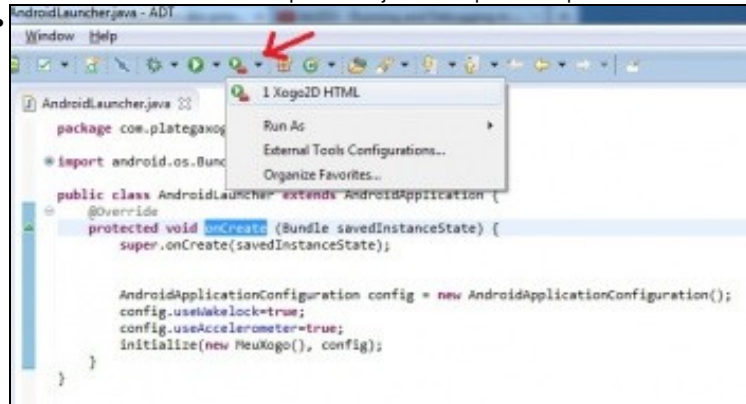 AndroidLauncher.java - ADT
Window Help
AndroidLauncher.java
1 Xogo2D HTML
Run As
External Tools Configurations...
Organize Favorites...
package com.plategaxog
import android.os.Bund
public class AndroidLauncher extends AndroidApplication {
@Override
protected void onCreate (Bundle savedInstanceState) {
super.onCreate(savedInstanceState);
AndroidApplicationConfiguration config = new AndroidApplicationConfiguration();
config.useWakelock=true;
config.useAccelerometer=true;
initialize(new MeuXogo(), config);
}
}